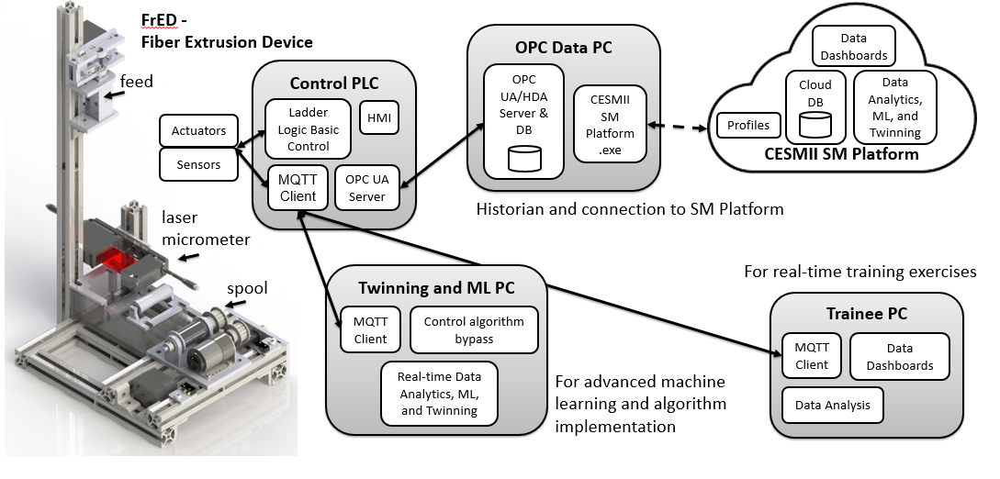 FrED -
Fiber Extrusion Device
feed
laser
micrometer
spool
Actuators
Sensors
Control PLC
Ladder
Logic Basic
Control
HMI
MQTT
Client
OPC UA
Server
OPC Data PC
OPC
UA/HDA
Server &
DB
CESMII
SM
Platform
.exe
Historian and connection to SM Platform
Data
Dashboards
Profiles
Cloud
DB
Data
Analytics,
ML, and
Twinning
CESMII SM Platform
Twinning and ML PC
MQTT
Client
Control algorithm
bypass
Real-time Data
Analytics, ML,
and Twinning
For advanced machine
learning and algorithm
implementation
For real-time training exercises
Trainee PC
MQTT
Client
Data
Dashboards
Data Analysis